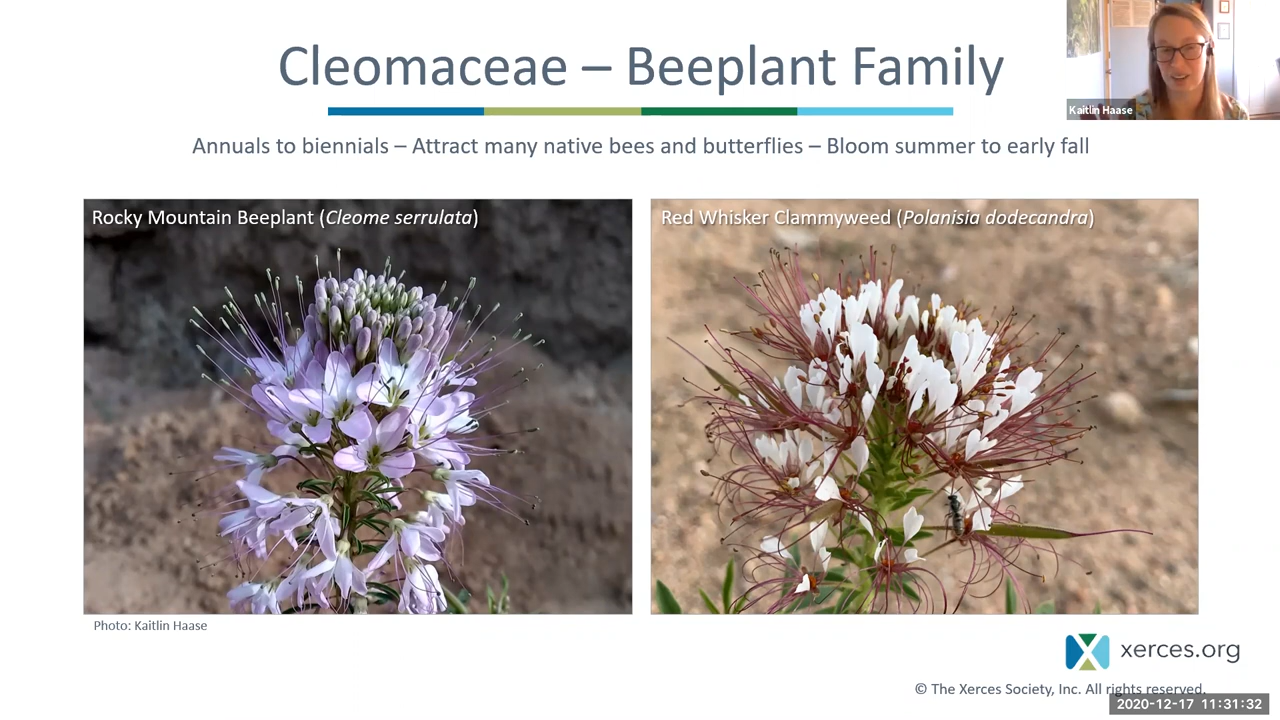 Cleomaceae – Beeplant Family
Kaitlin Haase
Annuals to biennials – Attract many native bees and butterflies – Bloom summer to early fall
Rocky Mountain Beeplant (Cleome serrulata)
Red Whisker Clammyweed (Polanisia dodecandra)
Photo: Kaitlin Haase
xerces.org
© The Xerces Society, Inc. All rights reserved.
2020-12-17 11:31:32